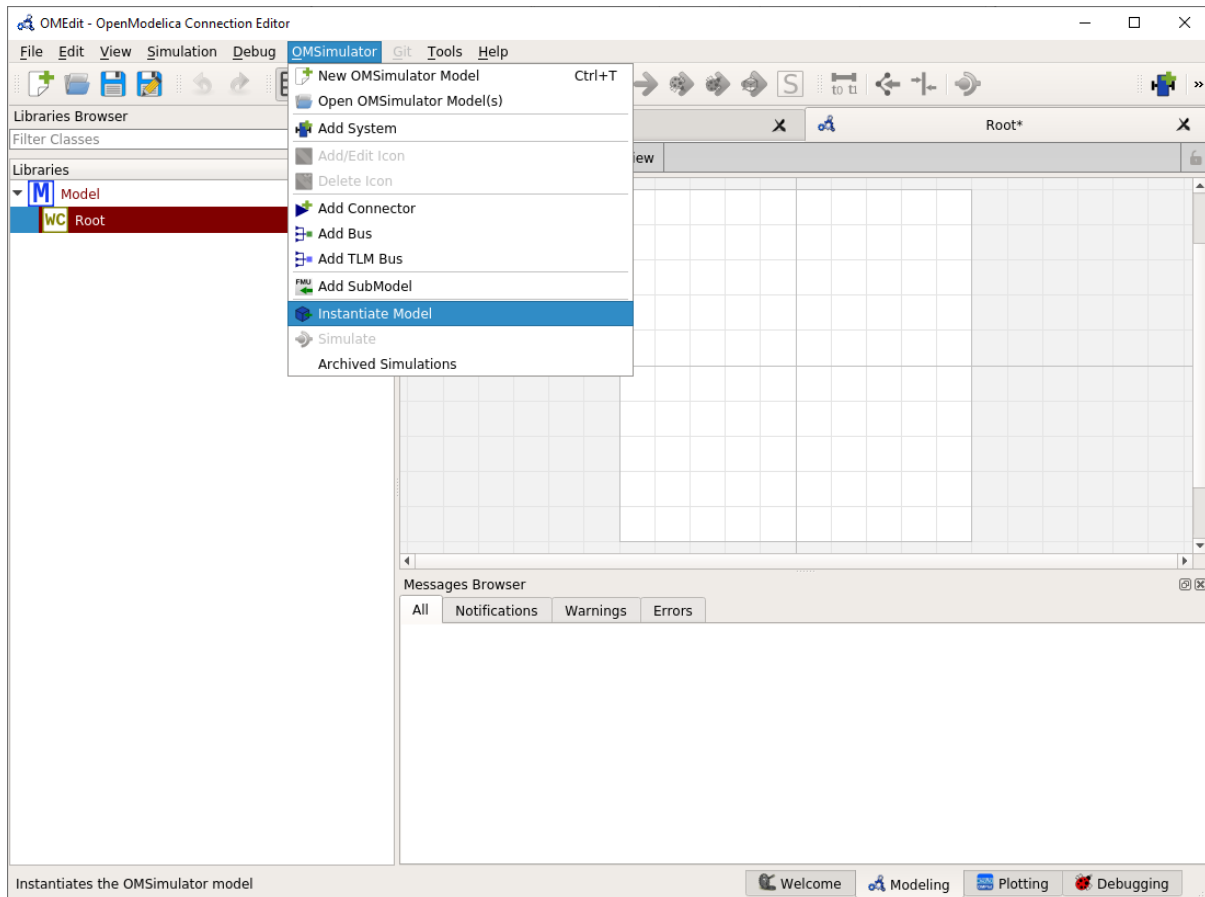 OMEdit - OpenModelica Connection Editor
File Edit View Simulation Debug OMSimulator Git Tools Help
New OMSimulator Model Ctrl+T
Open OMSimulator Model(s)
Add System
Add/Edit Icon
Delete Icon
Add Connector
Add Bus
Add TLM Bus
Add SubModel
FMU
Instantiate Model
Simulate
Archived Simulations
S
to t1
»
Libraries Browser
Filter Classes
Libraries
M Model
WC Root
Root*
iew
Messages Browser
All Notifications Warnings Errors
Instantiates the OMSimulator model
Welcome Modeling Plotting Debugging